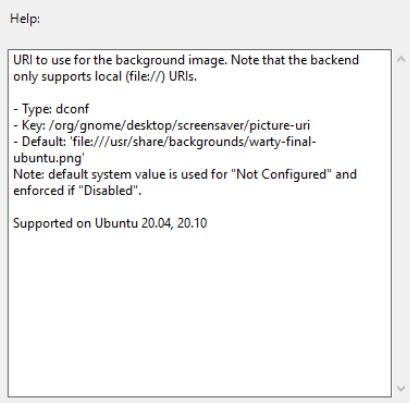 Help:
URI to use for the background image. Note that the backend
only supports local (file://) URIs.
- Type: dconf
- Key: /org/gnome/desktop/screensaver/picture-uri
- Default: 'file:///usr/share/backgrounds/warty-final-
ubuntu.png'
Note: default system value is used for "Not Configured" and
enforced if "Disabled".
Supported on Ubuntu 20.04, 20.10